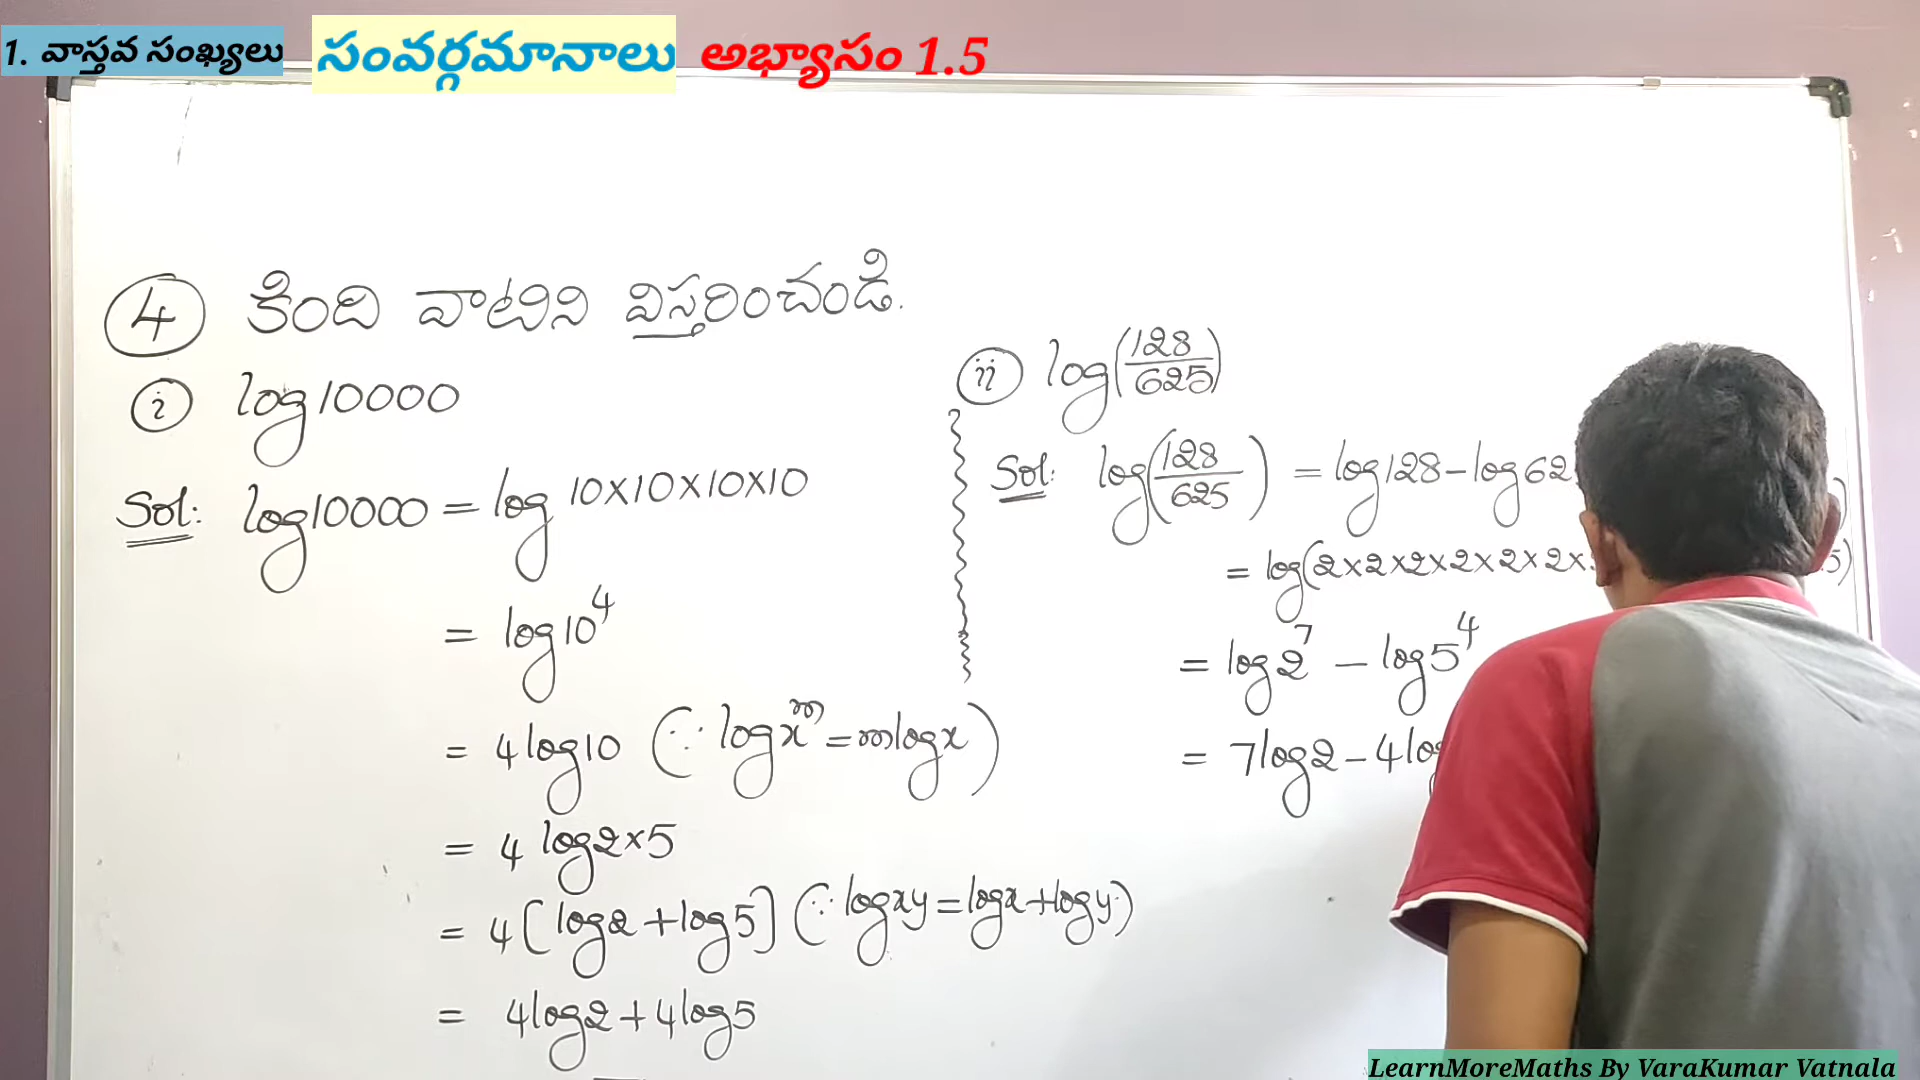 1. వాస్తవ సంఖ్యలు సంవర్గమానాలు అభ్యాసం 1.5
4 కింది వాటిని విస్తరించండి.
i log 10000
Sol: log 10000 = log 10×10×10×10
= log 10⁴
= 4 log 10 (∵ log xᵐ = m log x)
= 4 log 2×5
= 4 [log 2 + log 5] (∵ log xy = log x + log y)
= 4 log 2 + 4 log 5
ii log (128/625)
Sol: log (128/625) = log 128 – log 62
= log (2×2×2×2×2×2× 5)
= log 2⁷ – log 5⁴
= 7 log 2 – 4 log
LearnMoreMaths By VaraKumar Vatnala